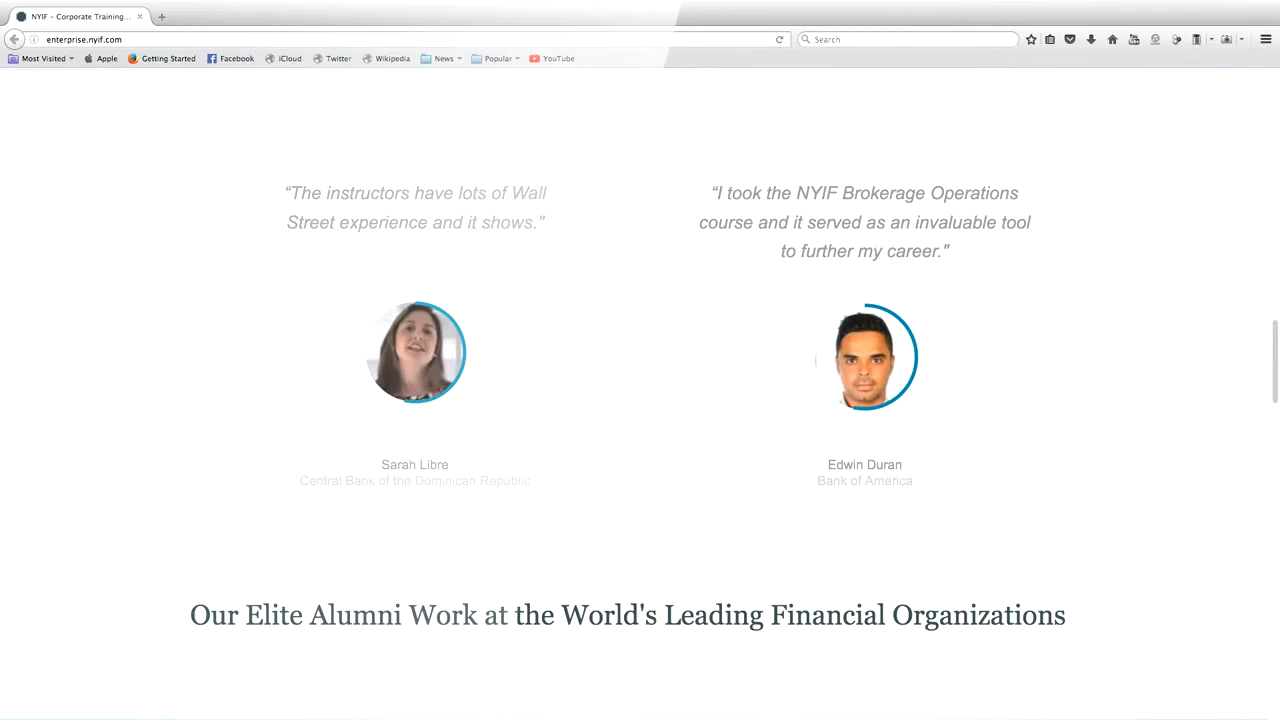 NYIF - Corporate Training...
enterprise.nyif.com
Search
Most Visited
Apple
Getting Started
Facebook
iCloud
Twitter
Wikipedia
News
Popular
YouTube
“The instructors have lots of Wall
Street experience and it shows."
“I took the NYIF Brokerage Operations
course and it served as an invaluable tool
to further my career."
Sarah Libre
Central Bank of the Dominican Republic
Edwin Duran
Bank of America
Our Elite Alumni Work at the World's Leading Financial Organizations